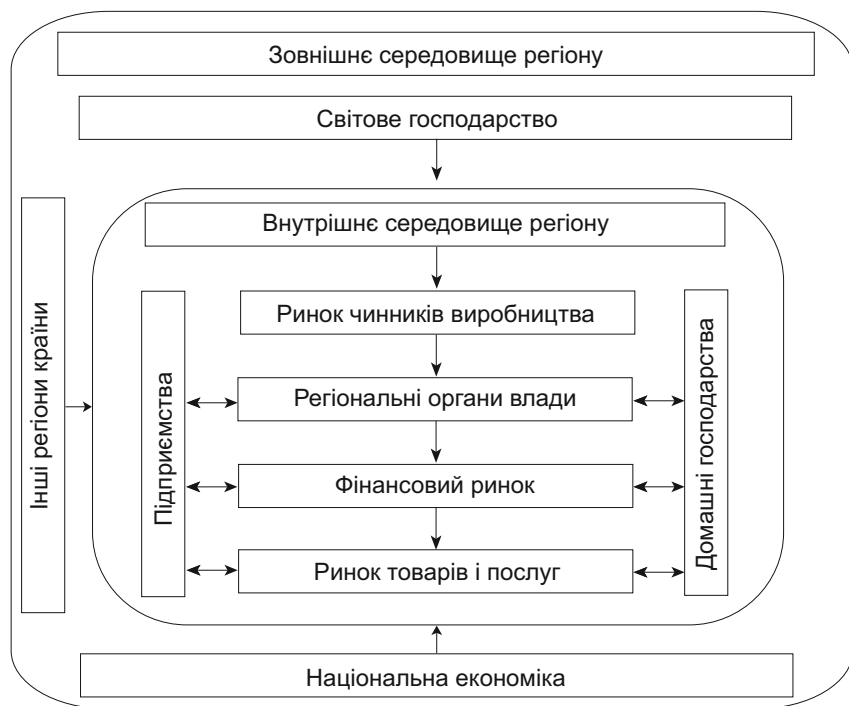 Зовнішнє середовище регіону
Світове господарство
Інші регіони країни
Внутрішнє середовище регіону
Підприємства
Ринок чинників виробництва
Регіональні органи влади
Фінансовий ринок
Ринок товарів і послуг
Домашні господарства
Національна економіка